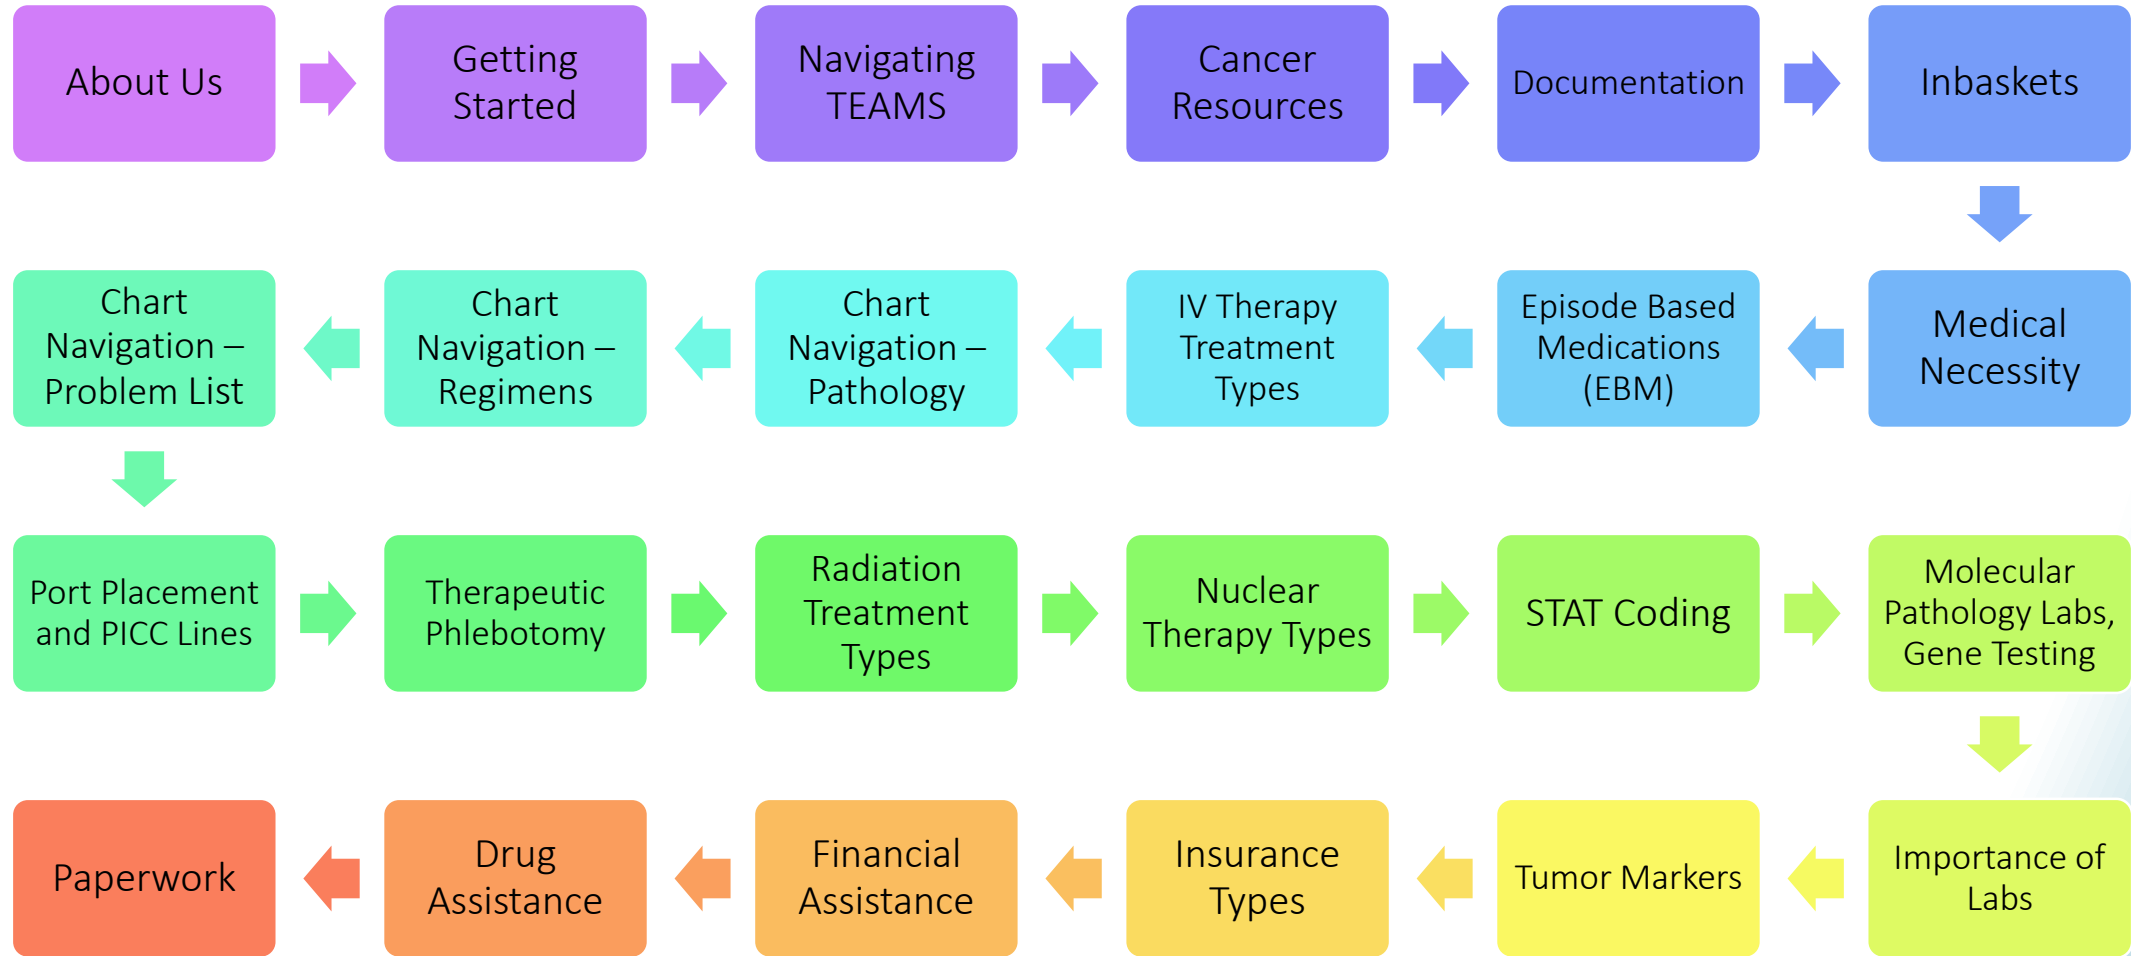 About Us
Getting
Started
Navigating
TEAMS
Cancer
Resources
Documentation
Inbaskets
Medical
Necessity
Episode Based
Medications
(EBM)
IV Therapy
Treatment
Types
Chart
Navigation –
Pathology
Chart
Navigation –
Regimens
Chart
Navigation –
Problem List
Port Placement
and PICC Lines
Therapeutic
Phlebotomy
Radiation
Treatment
Types
Nuclear
Therapy Types
STAT Coding
Molecular
Pathology Labs,
Gene Testing
Importance of
Labs
Tumor Markers
Insurance
Types
Financial
Assistance
Drug
Assistance
Paperwork